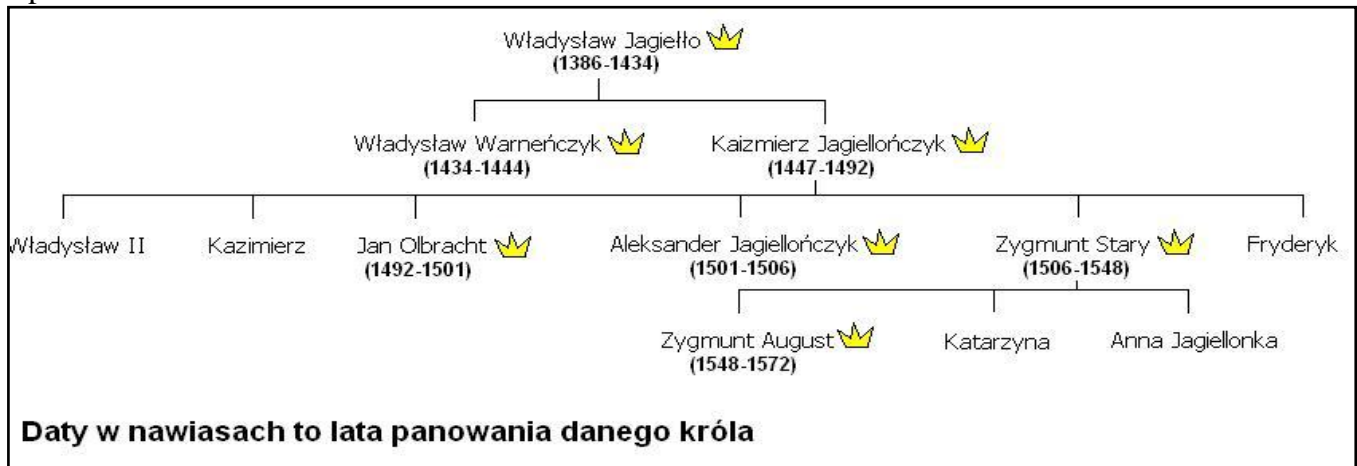 Władysław Jagiełło
(1386-1434)
Władysław Warneńczyk Kaizmierz Jagiellończyk
(1434-1444) (1447-1492)
Władysław II Kazimierz Jan Olbracht Aleksander Jagiellończyk Zygmunt Stary Fryderyk
(1492-1501) (1501-1506) (1506-1548)
Zygmunt August Katarzyna Anna Jagiellonka
(1548-1572)
Daty w nawiasach to lata panowania danego króla